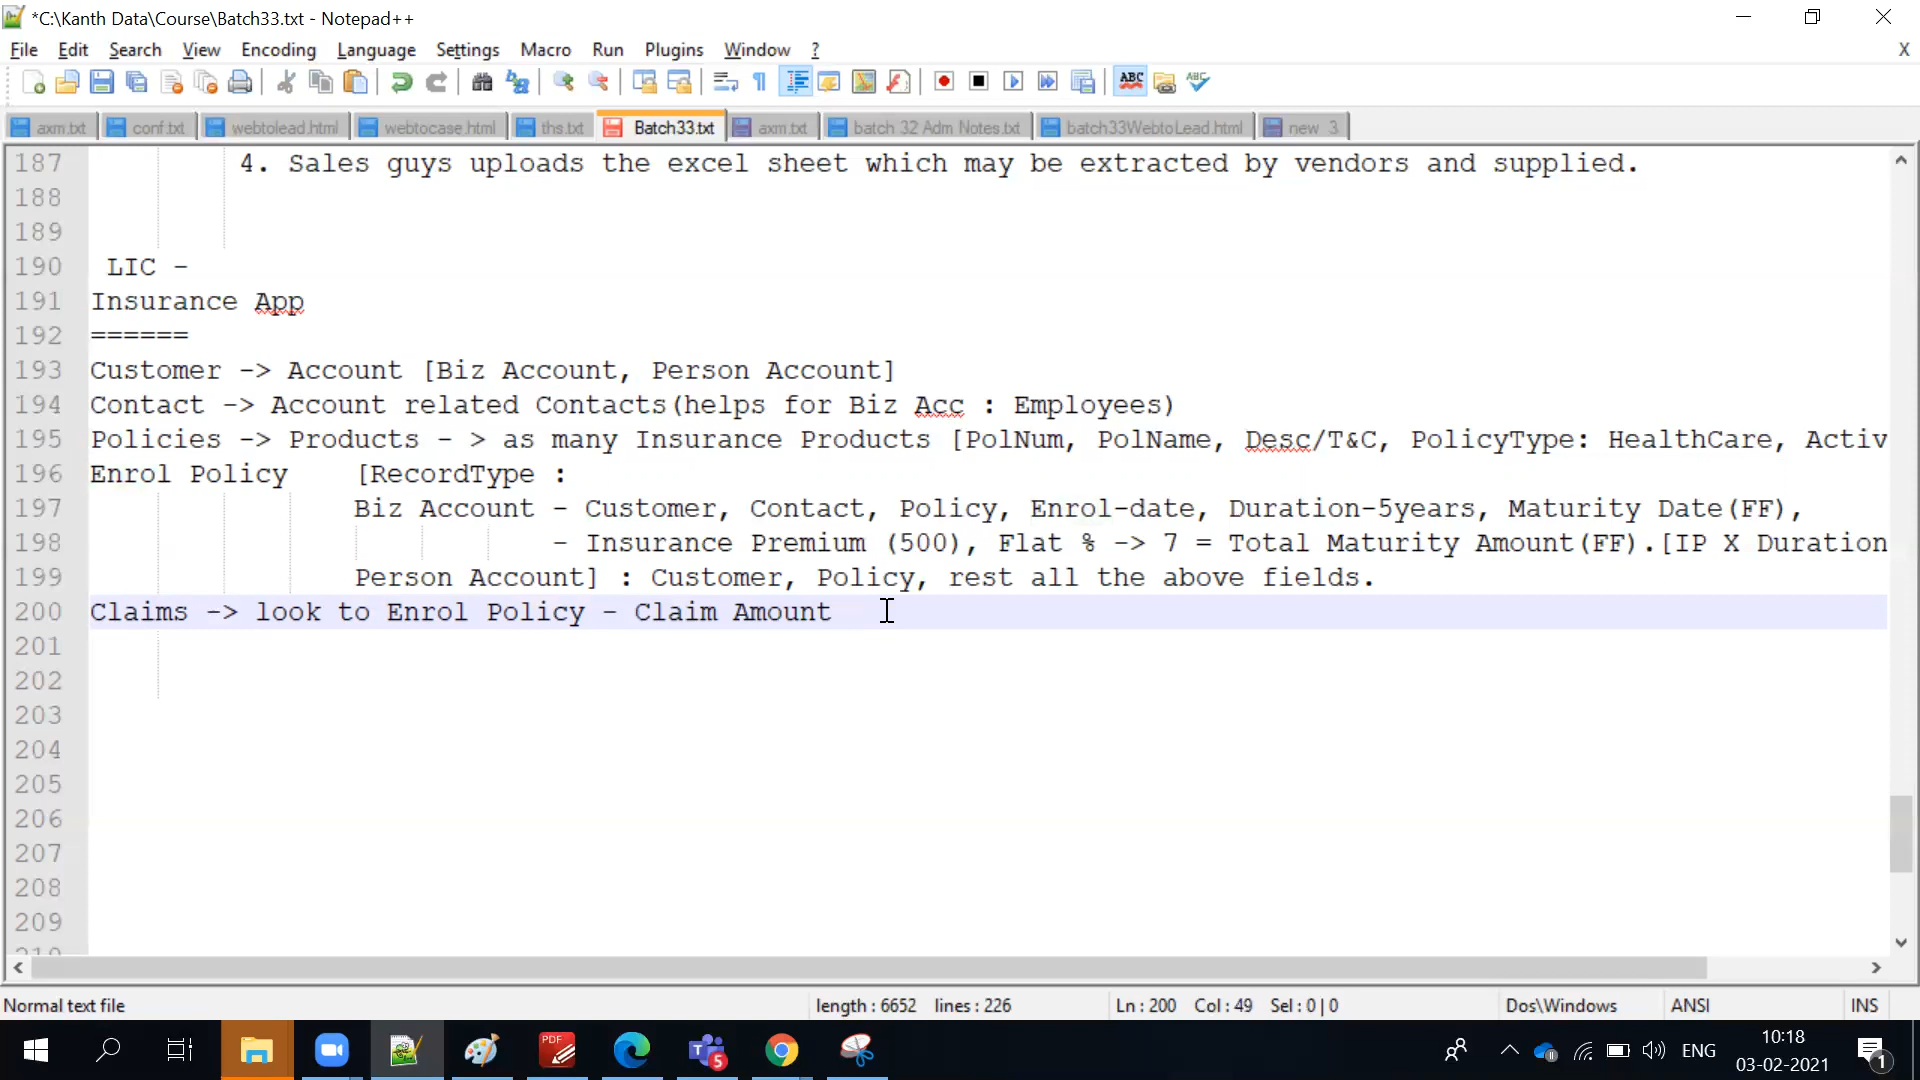 *C:\Kanth Data\Course\Batch33.txt - Notepad++
File Edit Search View Encoding Language Settings Macro Run Plugins Window ? X
ABC ABC
axm.txt conf.txt webtolead.html webtocase.html ths.txt Batch33.txt axm.txt batch 32 Adm Notes.txt batch33WebtoLead.html new 3
187 4. Sales guys uploads the excel sheet which may be extracted by vendors and supplied.
188
189
190 LIC -
191 Insurance App
192 ======
193 Customer -> Account [Biz Account, Person Account]
194 Contact -> Account related Contacts(helps for Biz Acc : Employees)
195 Policies -> Products - > as many Insurance Products [PolNum, PolName, Desc/T&C, PolicyType: HealthCare, Activ
196 Enrol Policy [RecordType :
197 Biz Account - Customer, Contact, Policy, Enrol-date, Duration-5years, Maturity Date(FF),
198 - Insurance Premium (500), Flat % -> 7 = Total Maturity Amount(FF).[IP X Duration
199 Person Account] : Customer, Policy, rest all the above fields.
200 Claims -> look to Enrol Policy - Claim Amount
201
202
203
204
205
206
207
208
209
Normal text file length : 6652 lines : 226 Ln : 200 Col : 49 Sel : 0 | 0 Dos\Windows ANSI INS
PDF 5 ENG 10:18 1
03-02-2021